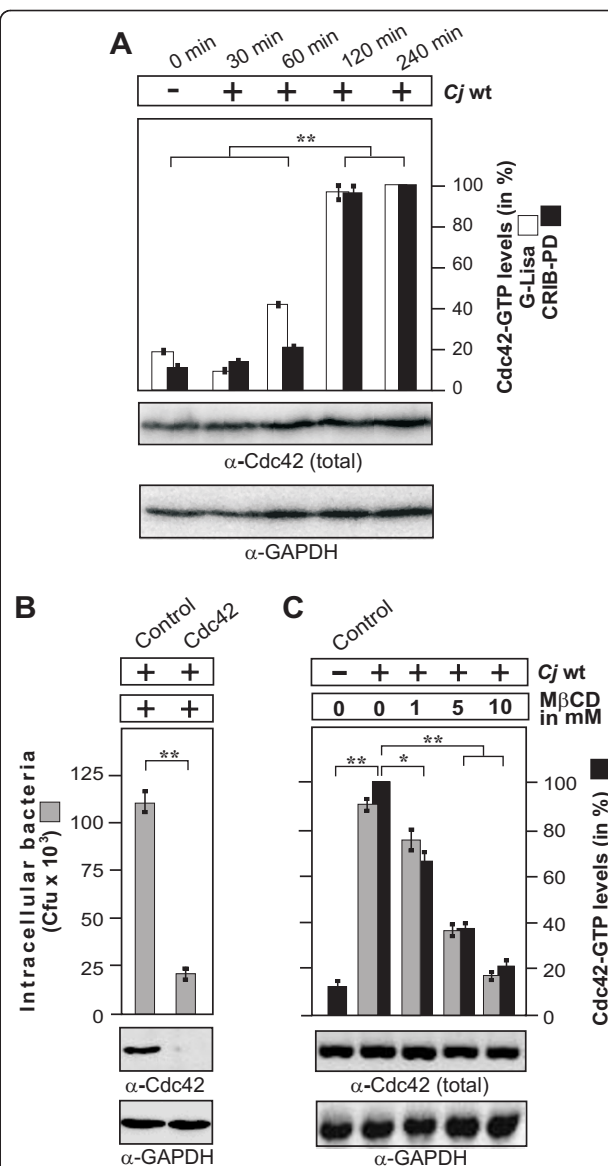 A
0 min 30 min 60 min 120 min 240 min
- + + + + Cj wt
**
100
80
60
40
20
0
Cdc42-GTP levels (in %)
G-Lisa
CRIB-PD
α-Cdc42 (total)
α-GAPDH
B
Control Cdc42
+ +
+ +
**
125
100
75
50
25
0
Intracellular bacteria
(Cfu x 10³)
α-Cdc42
α-GAPDH
C
Control
- + + + + Cj wt
0 0 1 5 10 MβCD
in mM
**
** *
100
80
60
40
20
0
Cdc42-GTP levels (in %)
α-Cdc42 (total)
α-GAPDH